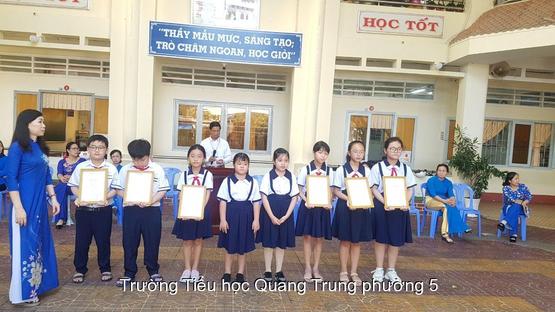 "THẦY MẪU MỰC, SÁNG TẠO;
TRÒ CHĂM NGOAN, HỌC GIỎI"
HỌC TỐT
Trường Tiểu học Quang Trung phường 5